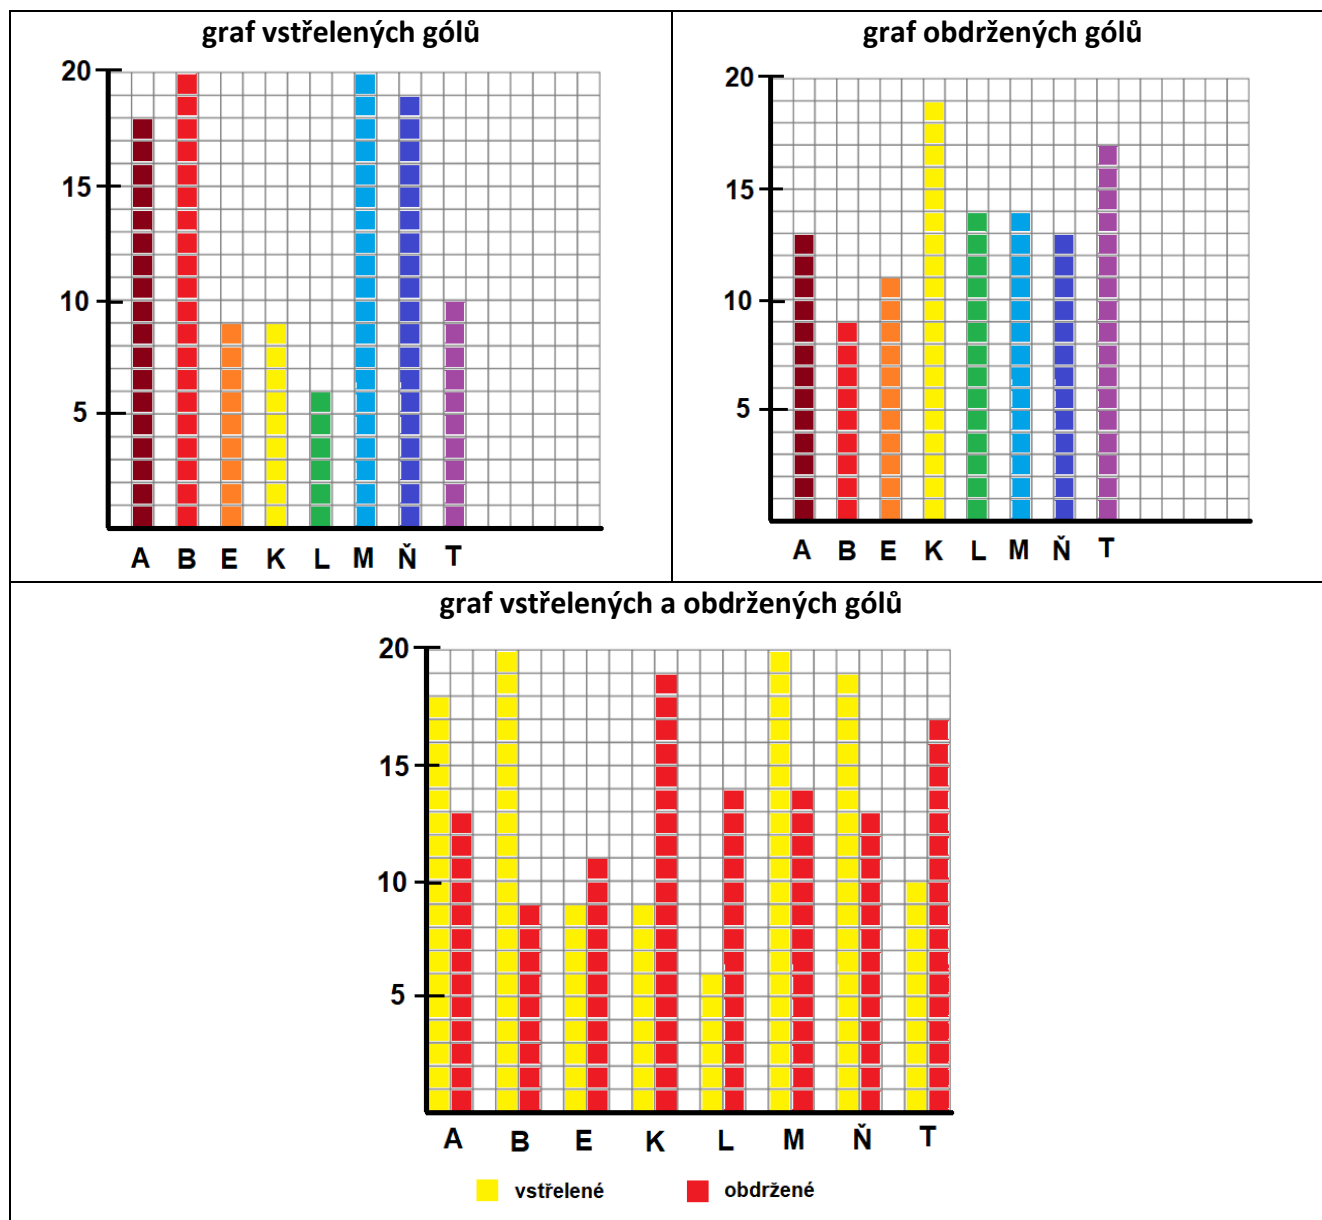 graf vstřelených gólů
20
15
10
5
A B E K L M Ň T
graf obdržených gólů
20
15
10
5
A B E K L M Ň T
graf vstřelených a obdržených gólů
20
15
10
5
A B E K L M Ň T
vstřelené obdržené